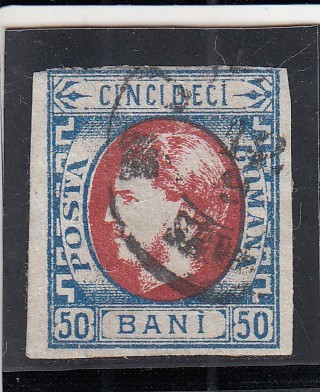 CINCIDECI
POSTA
ROMANA
50 BANI 50